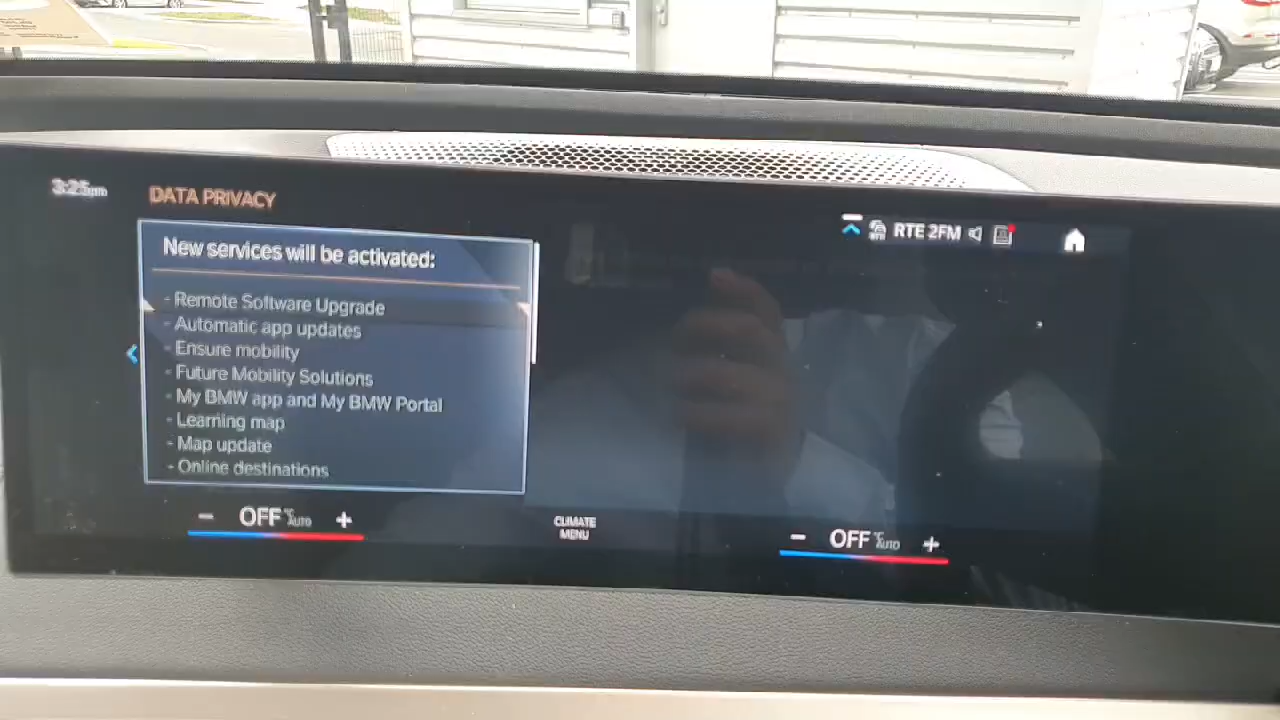 3:25pm
DATA PRIVACY
RTE 2FM
New services will be activated:
- Remote Software Upgrade
- Automatic app updates
- Ensure mobility
- Future Mobility Solutions
- My BMW app and My BMW Portal
- Learning map
- Map update
- Online destinations
- OFF °C AUTO +
CLIMATE
MENU
- OFF °C AUTO +